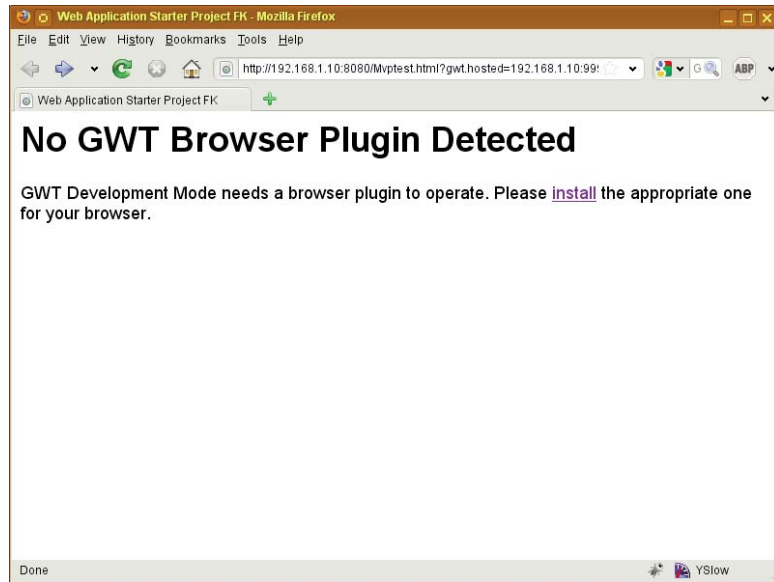 Web Application Starter Project FK - Mozilla Firefox
File Edit View History Bookmarks Tools Help
http://192.168.1.10:8080/Mvptest.html?gwt.hosted=192.168.1.10:99 G ABP
Web Application Starter Project FK
No GWT Browser Plugin Detected
GWT Development Mode needs a browser plugin to operate. Please install the appropriate one
for your browser.
Done YSlow